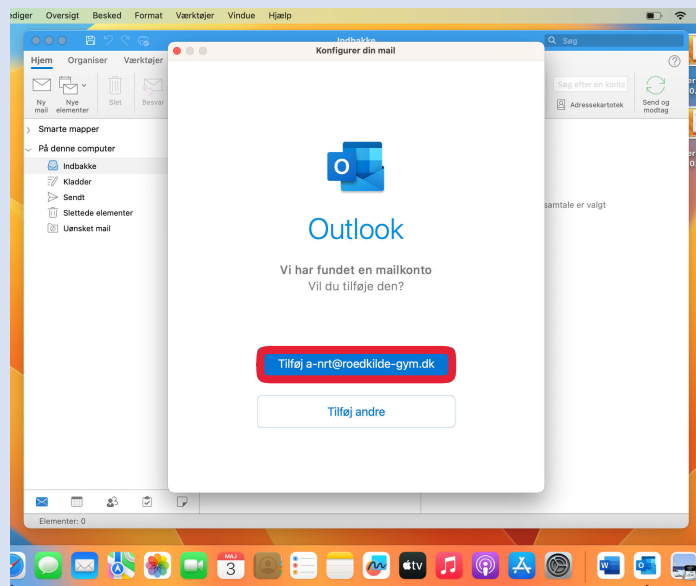 ediger Oversigt Besked Format Værktøjer Vindue Hjælp
Indbakke
Søg
Konfigurer din mail
Hjem Organiser Værktøjer
Ny mail
Nye elementer
Slet
Besvar
Søg efter en konta
Adressekartotek
Send og modtag
Smarte mapper
På denne computer
Indbakke
Kladder
Sendt
Slettede elementer
Uønsket mail
samtale er valgt
Outlook
Vi har fundet en mailkonto
Vil du tilføje den?
Tilføj a-nrt@roedkilde-gym.dk
Tilføj andre
Elementer: 0
MAJ
3
tv
W